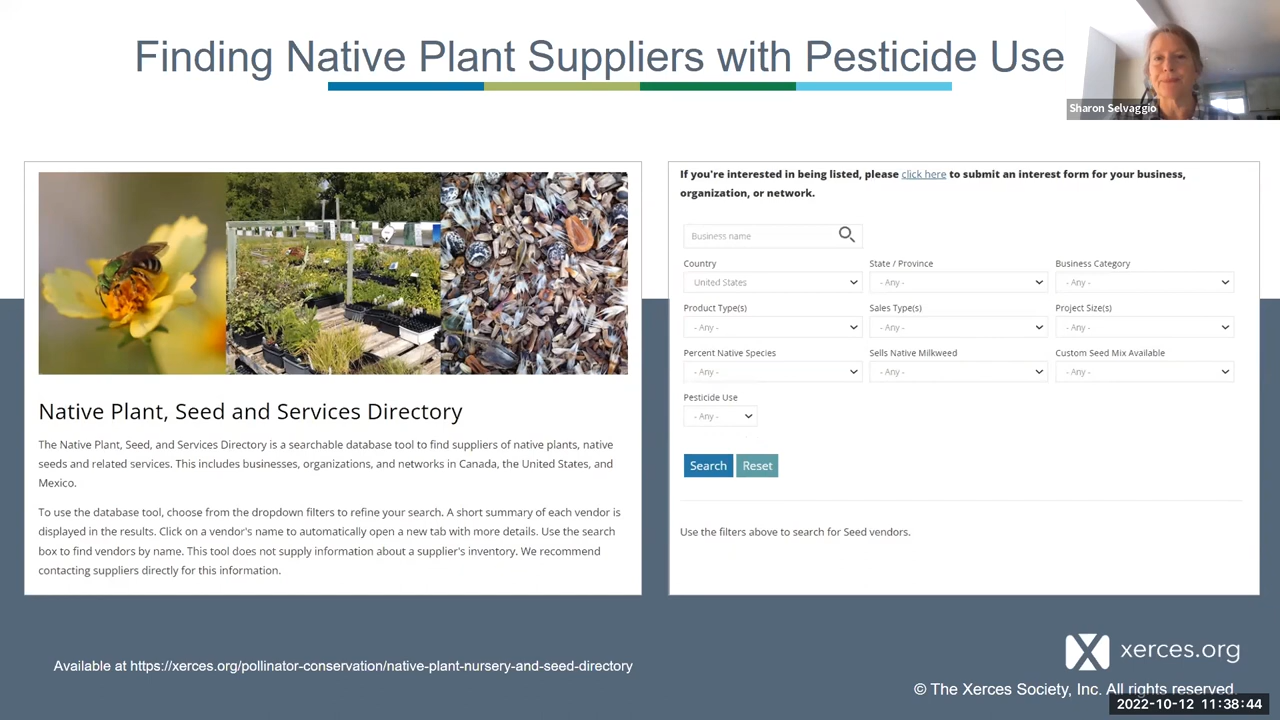 Finding Native Plant Suppliers with Pesticide Use
Sharon Selvaggio
Native Plant, Seed and Services Directory
The Native Plant, Seed, and Services Directory is a searchable database tool to find suppliers of native plants, native
seeds and related services. This includes businesses, organizations, and networks in Canada, the United States, and
Mexico.
To use the database tool, choose from the dropdown filters to refine your search. A short summary of each vendor is
displayed in the results. Click on a vendor's name to automatically open a new tab with more details. Use the search
box to find vendors by name. This tool does not supply information about a supplier's inventory. We recommend
contacting suppliers directly for this information.
If you're interested in being listed, please click here to submit an interest form for your business,
organization, or network.
Business name
Country State / Province Business Category
United States - Any - - Any -
Product Type(s) Sales Type(s) Project Size(s)
- Any - - Any - - Any -
Percent Native Species Sells Native Milkweed Custom Seed Mix Available
- Any - - Any - - Any -
Pesticide Use
- Any -
Search Reset
Use the filters above to search for Seed vendors.
Available at https://xerces.org/pollinator-conservation/native-plant-nursery-and-seed-directory
xerces.org
© The Xerces Society, Inc. All rights reserved.
2022-10-12 11:38:44